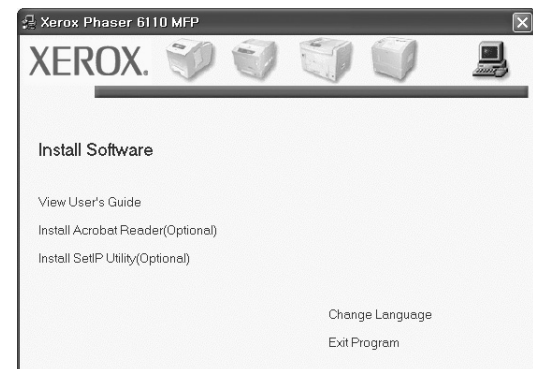 Xerox Phaser 6110 MFP
XEROX.
Install Software
View User's Guide
Install Acrobat Reader(Optional)
Install SetIP Utility(Optional)
Change Language
Exit Program